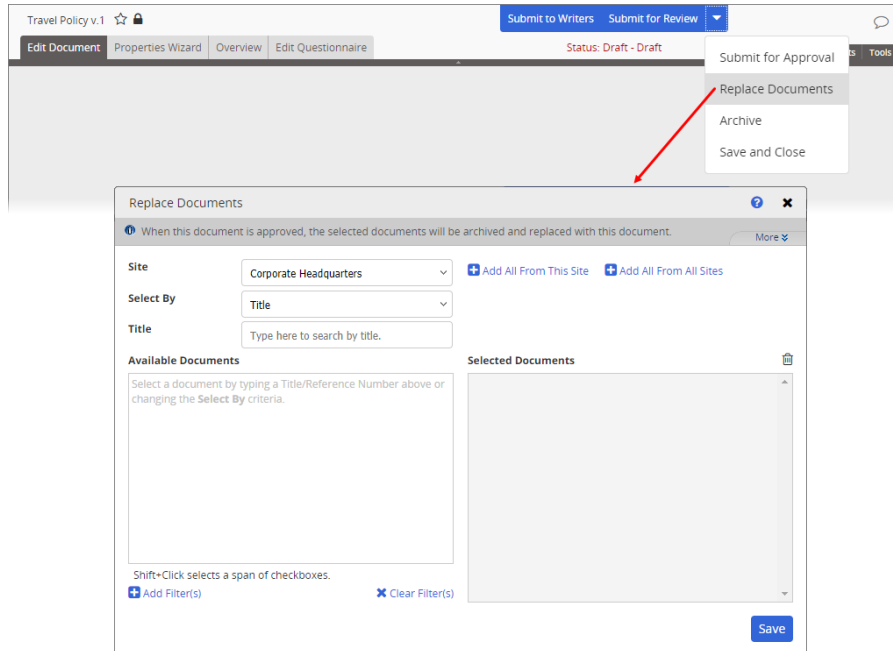 Travel Policy v.1
Submit to Writers Submit for Review
Edit Document Properties Wizard Overview Edit Questionnaire
Status: Draft - Draft
Tools
Submit for Approval
Replace Documents
Archive
Save and Close
Replace Documents
When this document is approved, the selected documents will be archived and replaced with this document.
More
Site
Corporate Headquarters
Add All From This Site Add All From All Sites
Select By
Title
Title
Type here to search by title.
Available Documents
Selected Documents
Select a document by typing a Title/Reference Number above or
changing the Select By criteria.
Shift+Click selects a span of checkboxes.
Add Filter(s)
Clear Filter(s)
Save